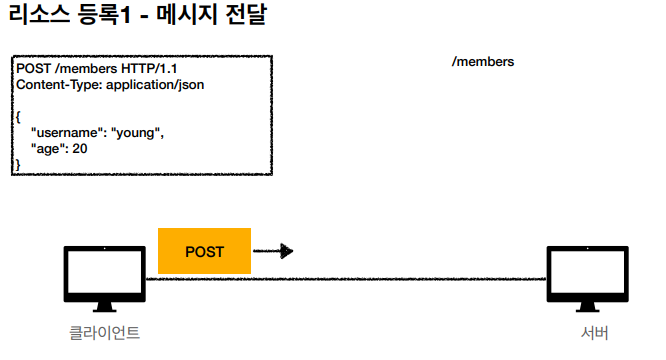 리소스 등록1 - 메시지 전달
POST /members HTTP/1.1
Content-Type: application/json
{
"username": "young",
"age": 20
}
/members
POST
클라이언트
서버